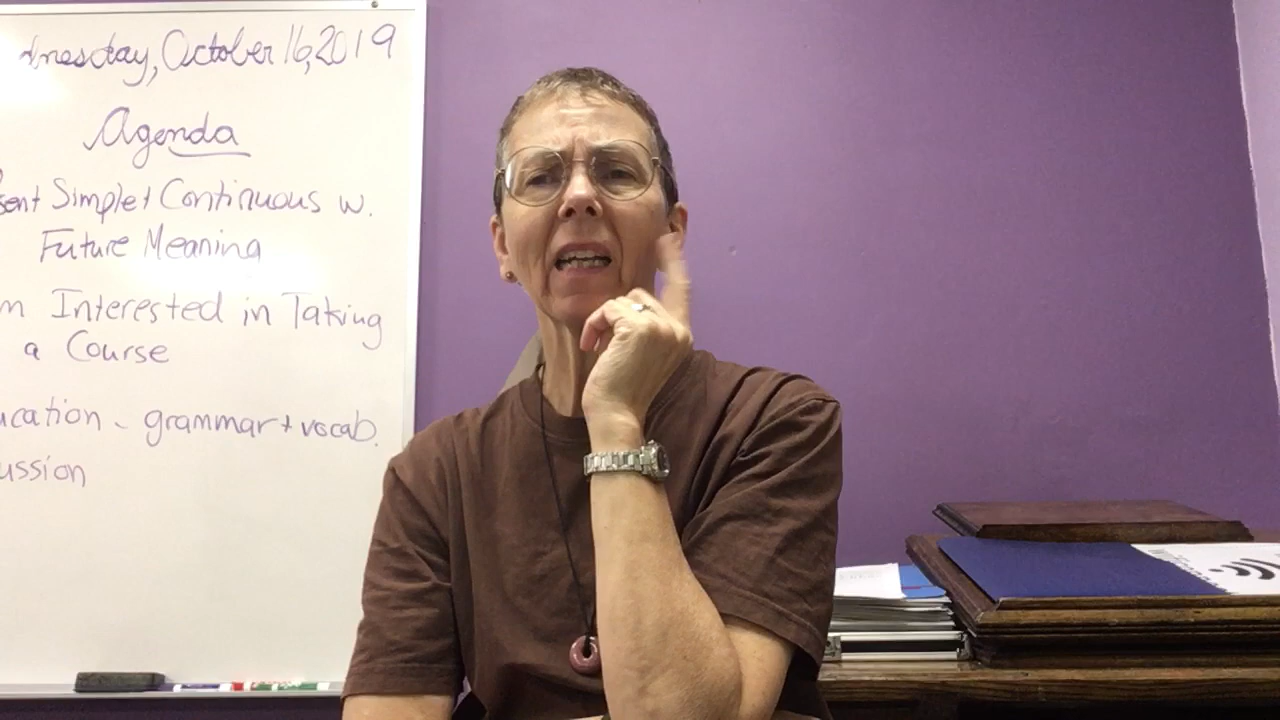 dnesday, October 16, 2019
Agenda
sent Simple + Continuous w.
Future Meaning
m Interested in Taking
a Course
ucation - grammar + vocab.
ussion